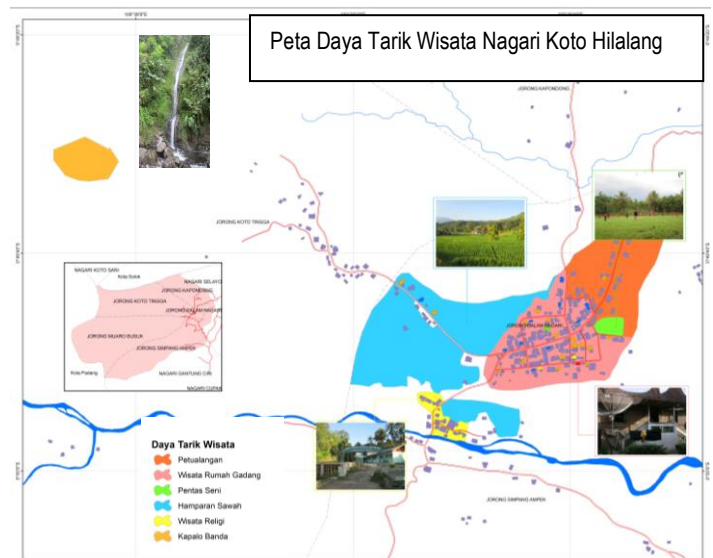 Peta Daya Tarik Wisata Nagari Koto Hilalang
JORONG KAPONDONG
JORONG KOTO TINGGA
NAGARI KOTO SANI
Kota Solok
NAGARI SELAYO
JORONG KAPONDONG
JORONG KOTO TINGGA
JORONG DALAM NAGARI
JORONG MUARO BUSUK
JORONG SIMPANG AMPEK
Kota Padang
NAGARI GANTUNG CIRI
NAGARI CUPAK
JORONG DALAM NAGARI
Daya Tarik Wisata
Petualangan
Wisata Rumah Gadang
Pentas Seni
Hamparan Sawah
Wisata Religi
Kapalo Banda
JORONG SIMPANG AMPEK